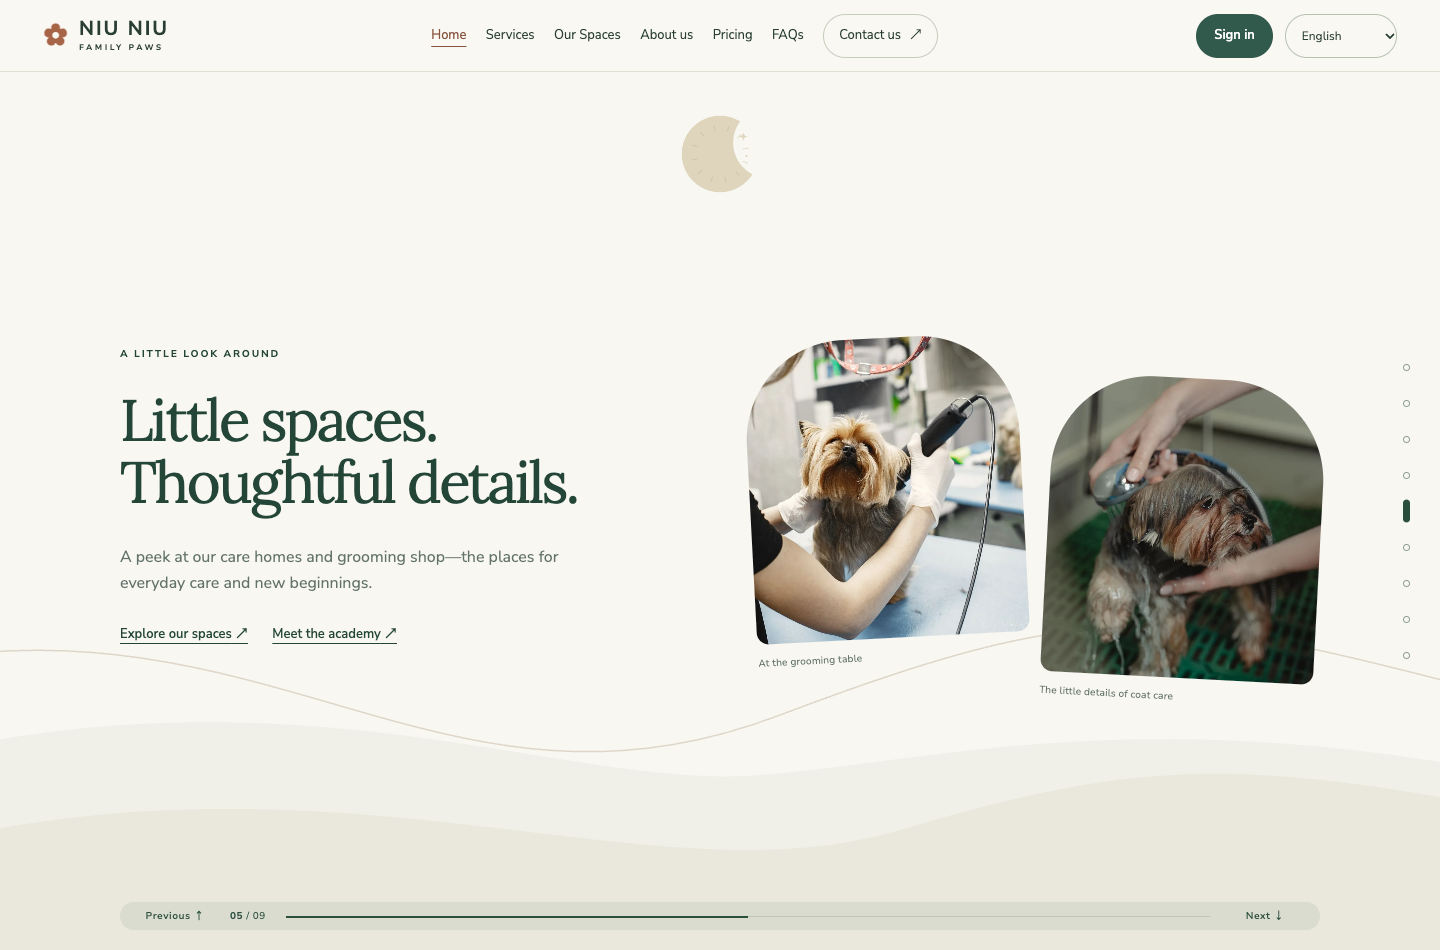 NIU NIU
FAMILY PAWS
Home
Services
Our Spaces
About us
Pricing
FAQs
Contact us ↗
Sign in
English
A LITTLE LOOK AROUND
Little spaces.
Thoughtful details.
A peek at our care homes and grooming shop—the places for
everyday care and new beginnings.
Explore our spaces ↗
Meet the academy ↗
At the grooming table
The little details of coat care
Previous ↑
05 / 09
Next ↓